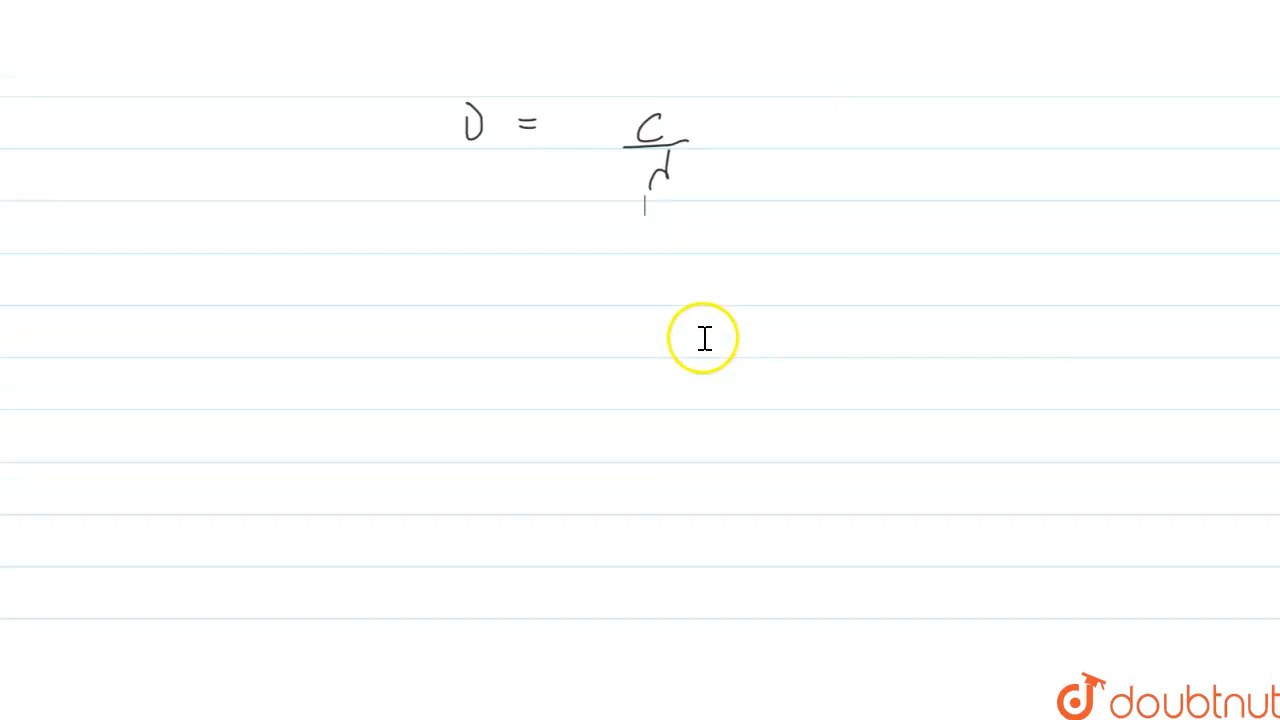 υ = c
λ
doubtnut